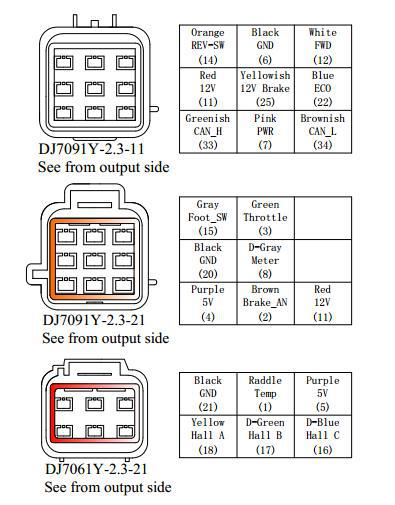 Orange Black White
REV-SW GND FWD
(14) (6) (12)
Red Yellowish Blue
12V 12V Brake ECO
(11) (25) (22)
Greenish Pink Brownish
CAN_H PWR CAN_L
(33) (7) (34)
DJ7091Y-2.3-11
See from output side
Gray Green
Foot_SW Throttle
(15) (3)
Black D-Gray
GND Meter
(20) (8)
Purple Brown Red
5V Brake_AN 12V
(4) (2) (11)
DJ7091Y-2.3-21
See from output side
Black Raddle Purple
GND Temp 5V
(21) (1) (5)
Yellow D-Green D-Blue
Hall A Hall B Hall C
(18) (17) (16)
DJ7061Y-2.3-21
See from output side